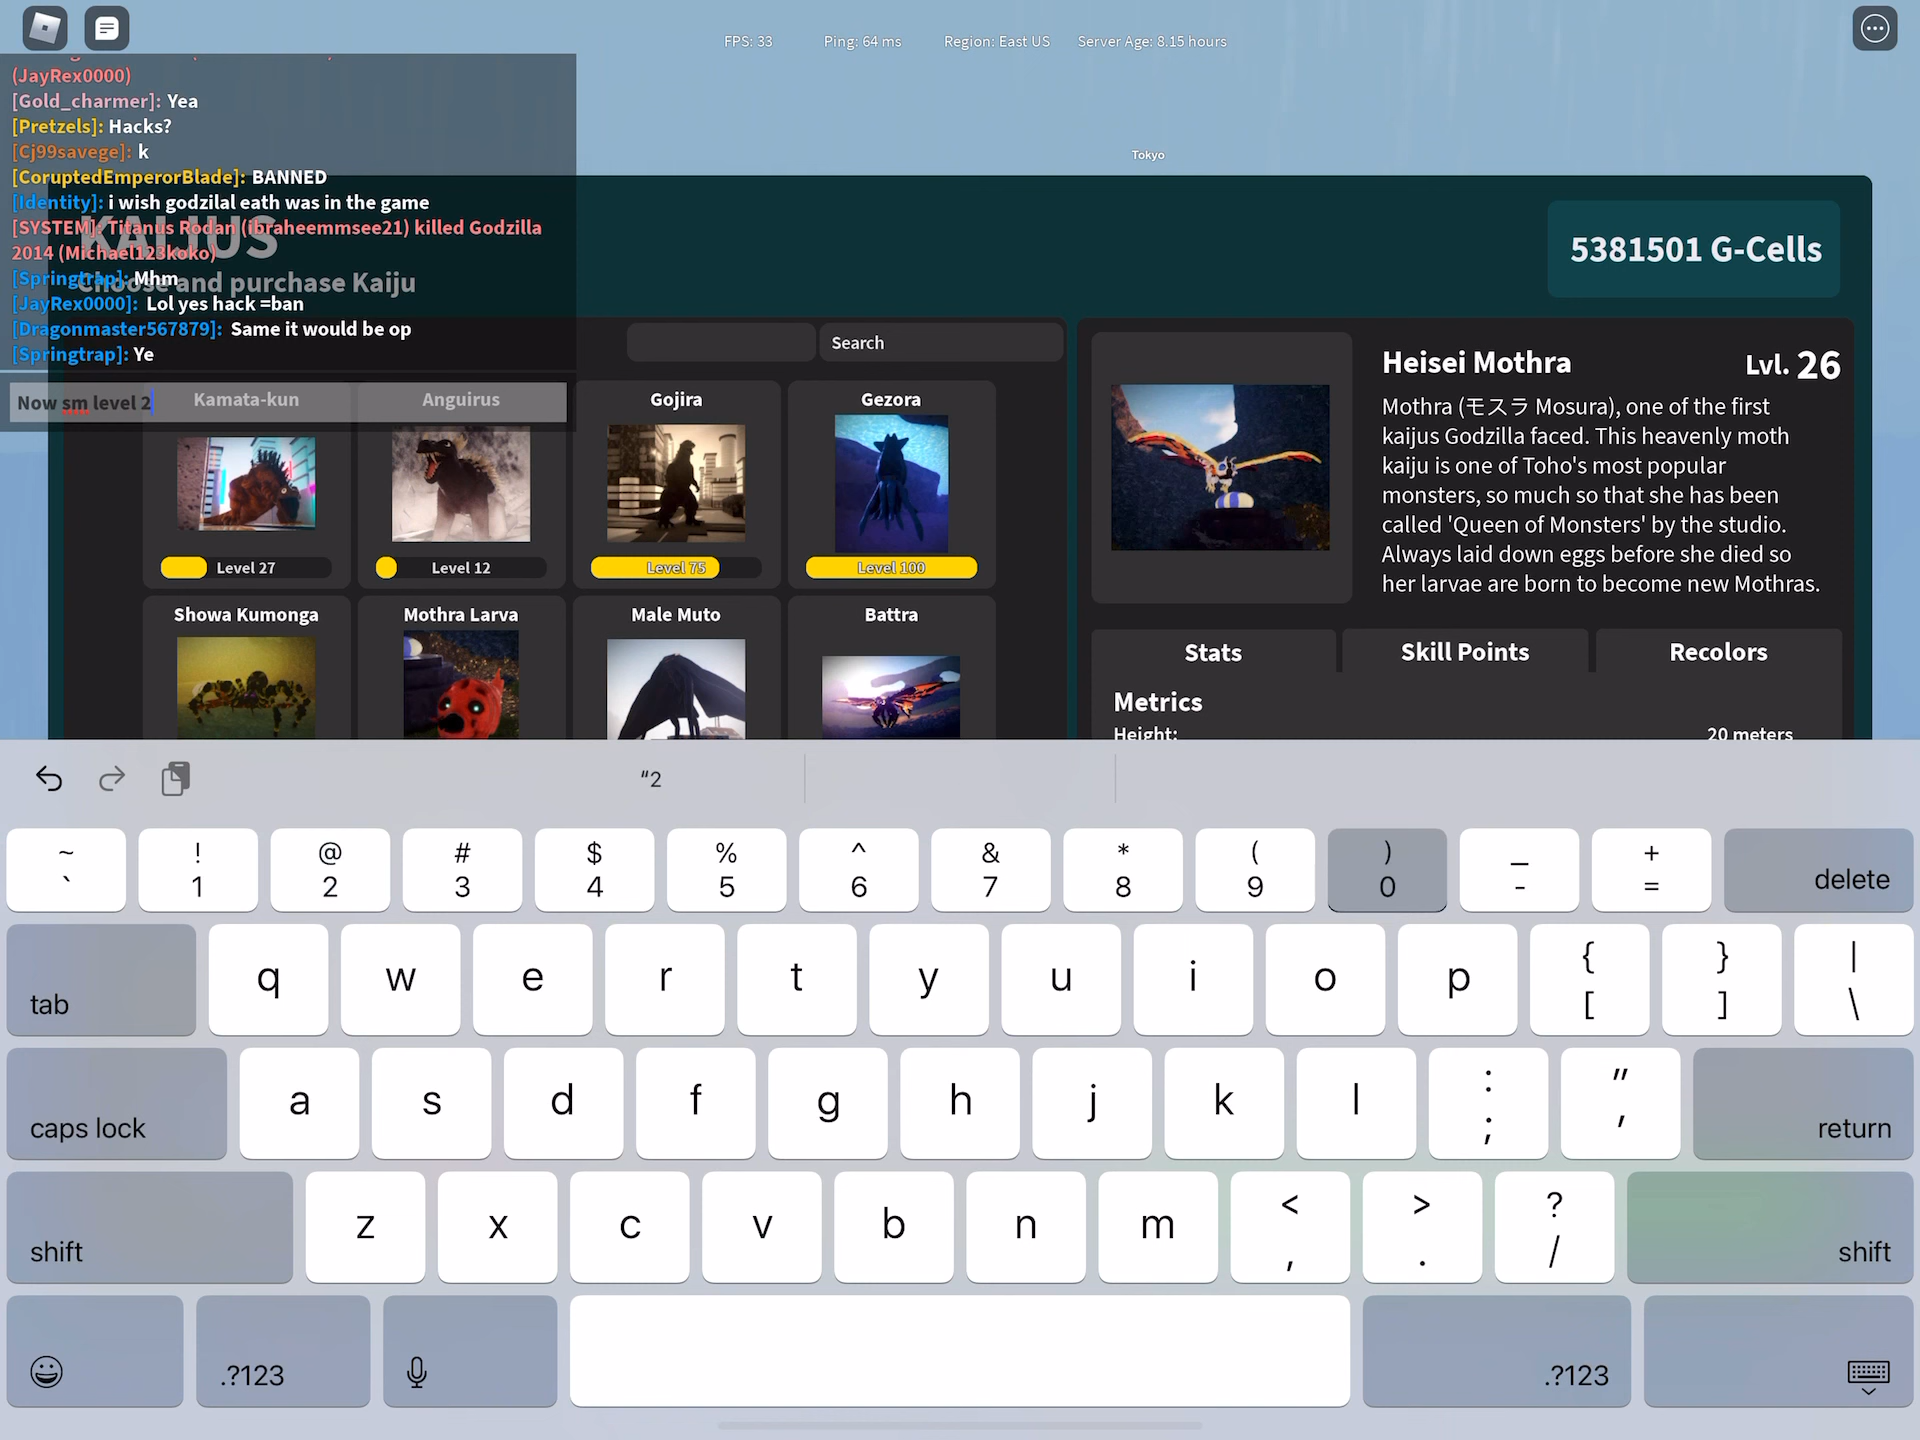 FPS: 33 Ping: 64 ms Region: East US Server Age: 8.15 hours
(JayRex0000)
[Gold_charmer]: Yea
[Pretzels]: Hacks?
[Cj99savege]: k
[CoruptedEmperorBlade]: BANNED
[Identity]: i wish godzilal eath was in the game
[SYSTEM]: Titanus Rodan (ibraheemmsee21) killed Godzilla
2014 (Michael123koko)
[Springtrap]: Mhm
[JayRex0000]: Lol yes hack =ban
[Dragonmaster567879]: Same it would be op
[Springtrap]: Ye
Now sm level 2
Tokyo
KAIJUS
Choose and purchase Kaiju
5381501 G-Cells
Search
Kamata-kun
Level 27
Anguirus
Level 12
Gojira
Level 75
Gezora
Level 100
Showa Kumonga
Mothra Larva
Male Muto
Battra
Heisei Mothra
Lvl. 26
Mothra (モスラ Mosura), one of the first
kaijus Godzilla faced. This heavenly moth
kaiju is one of Toho's most popular
monsters, so much so that she has been
called 'Queen of Monsters' by the studio.
Always laid down eggs before she died so
her larvae are born to become new Mothras.
Stats Skill Points Recolors
Metrics
Height: 20 meters
"2
~ ! @ # $ % ^ & * ( ) _ +
` 1 2 3 4 5 6 7 8 9 0 - = delete
tab q w e r t y u i o p { [ } ] | \
caps lock a s d f g h j k l : ; " ' return
shift z x c v b n m < , > . ? / shift
.?123 .?123